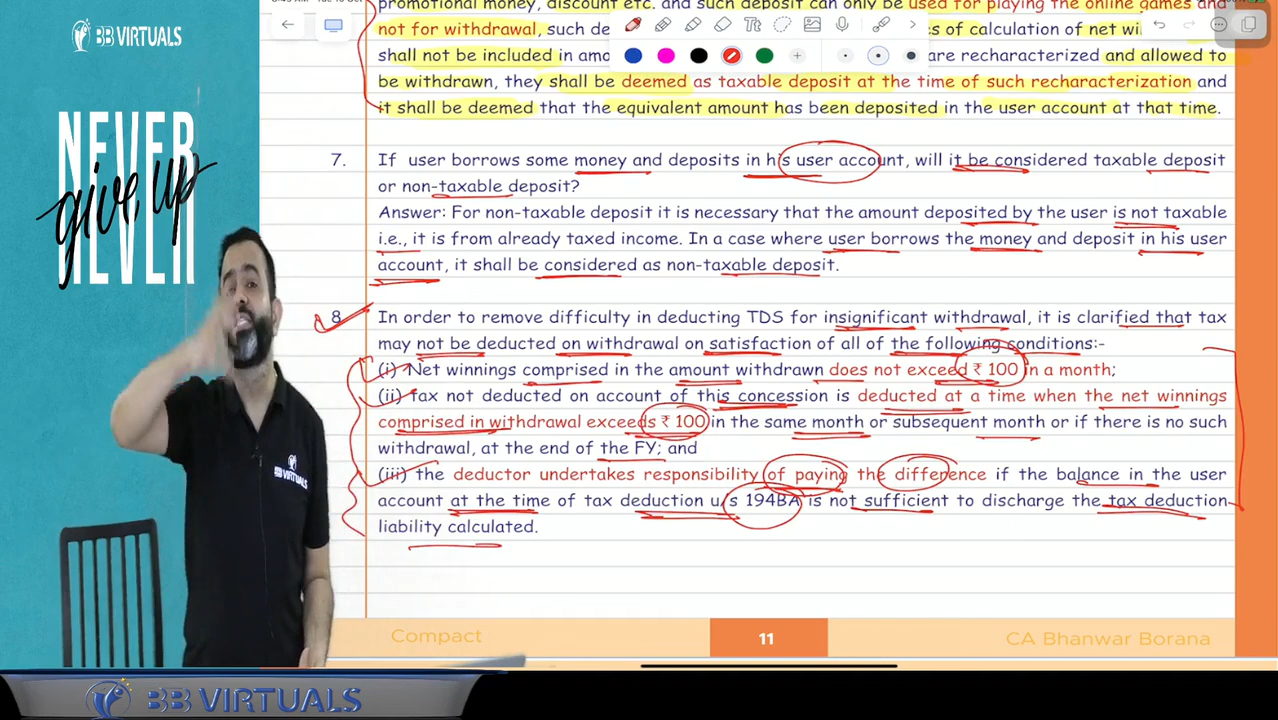 BB VIRTUALS
NEVER
give up
NEVER
promotional money, discount etc. and such deposit can only be used for playing the online games and
not for withdrawal, such de es of calculation of net wi
shall not be included in amo are recharacterized and allowed to
be withdrawn, they shall be deemed as taxable deposit at the time of such recharacterization and
it shall be deemed that the equivalent amount has been deposited in the user account at that time.
7. If user borrows some money and deposits in his user account, will it be considered taxable deposit
or non-taxable deposit?
Answer: For non-taxable deposit it is necessary that the amount deposited by the user is not taxable
i.e., it is from already taxed income. In a case where user borrows the money and deposit in his user
account, it shall be considered as non-taxable deposit.
8. In order to remove difficulty in deducting TDS for insignificant withdrawal, it is clarified that tax
may not be deducted on withdrawal on satisfaction of all of the following conditions:-
(i) Net winnings comprised in the amount withdrawn does not exceed ₹ 100 in a month;
(ii) tax not deducted on account of this concession is deducted at a time when the net winnings
comprised in withdrawal exceeds ₹ 100 in the same month or subsequent month or if there is no such
withdrawal, at the end of the FY; and
(iii) the deductor undertakes responsibility of paying the difference if the balance in the user
account at the time of tax deduction u/s 194BA is not sufficient to discharge the tax deduction
liability calculated.
BB VIRTUALS
Compact 11 CA Bhanwar Borana
BB VIRTUALS